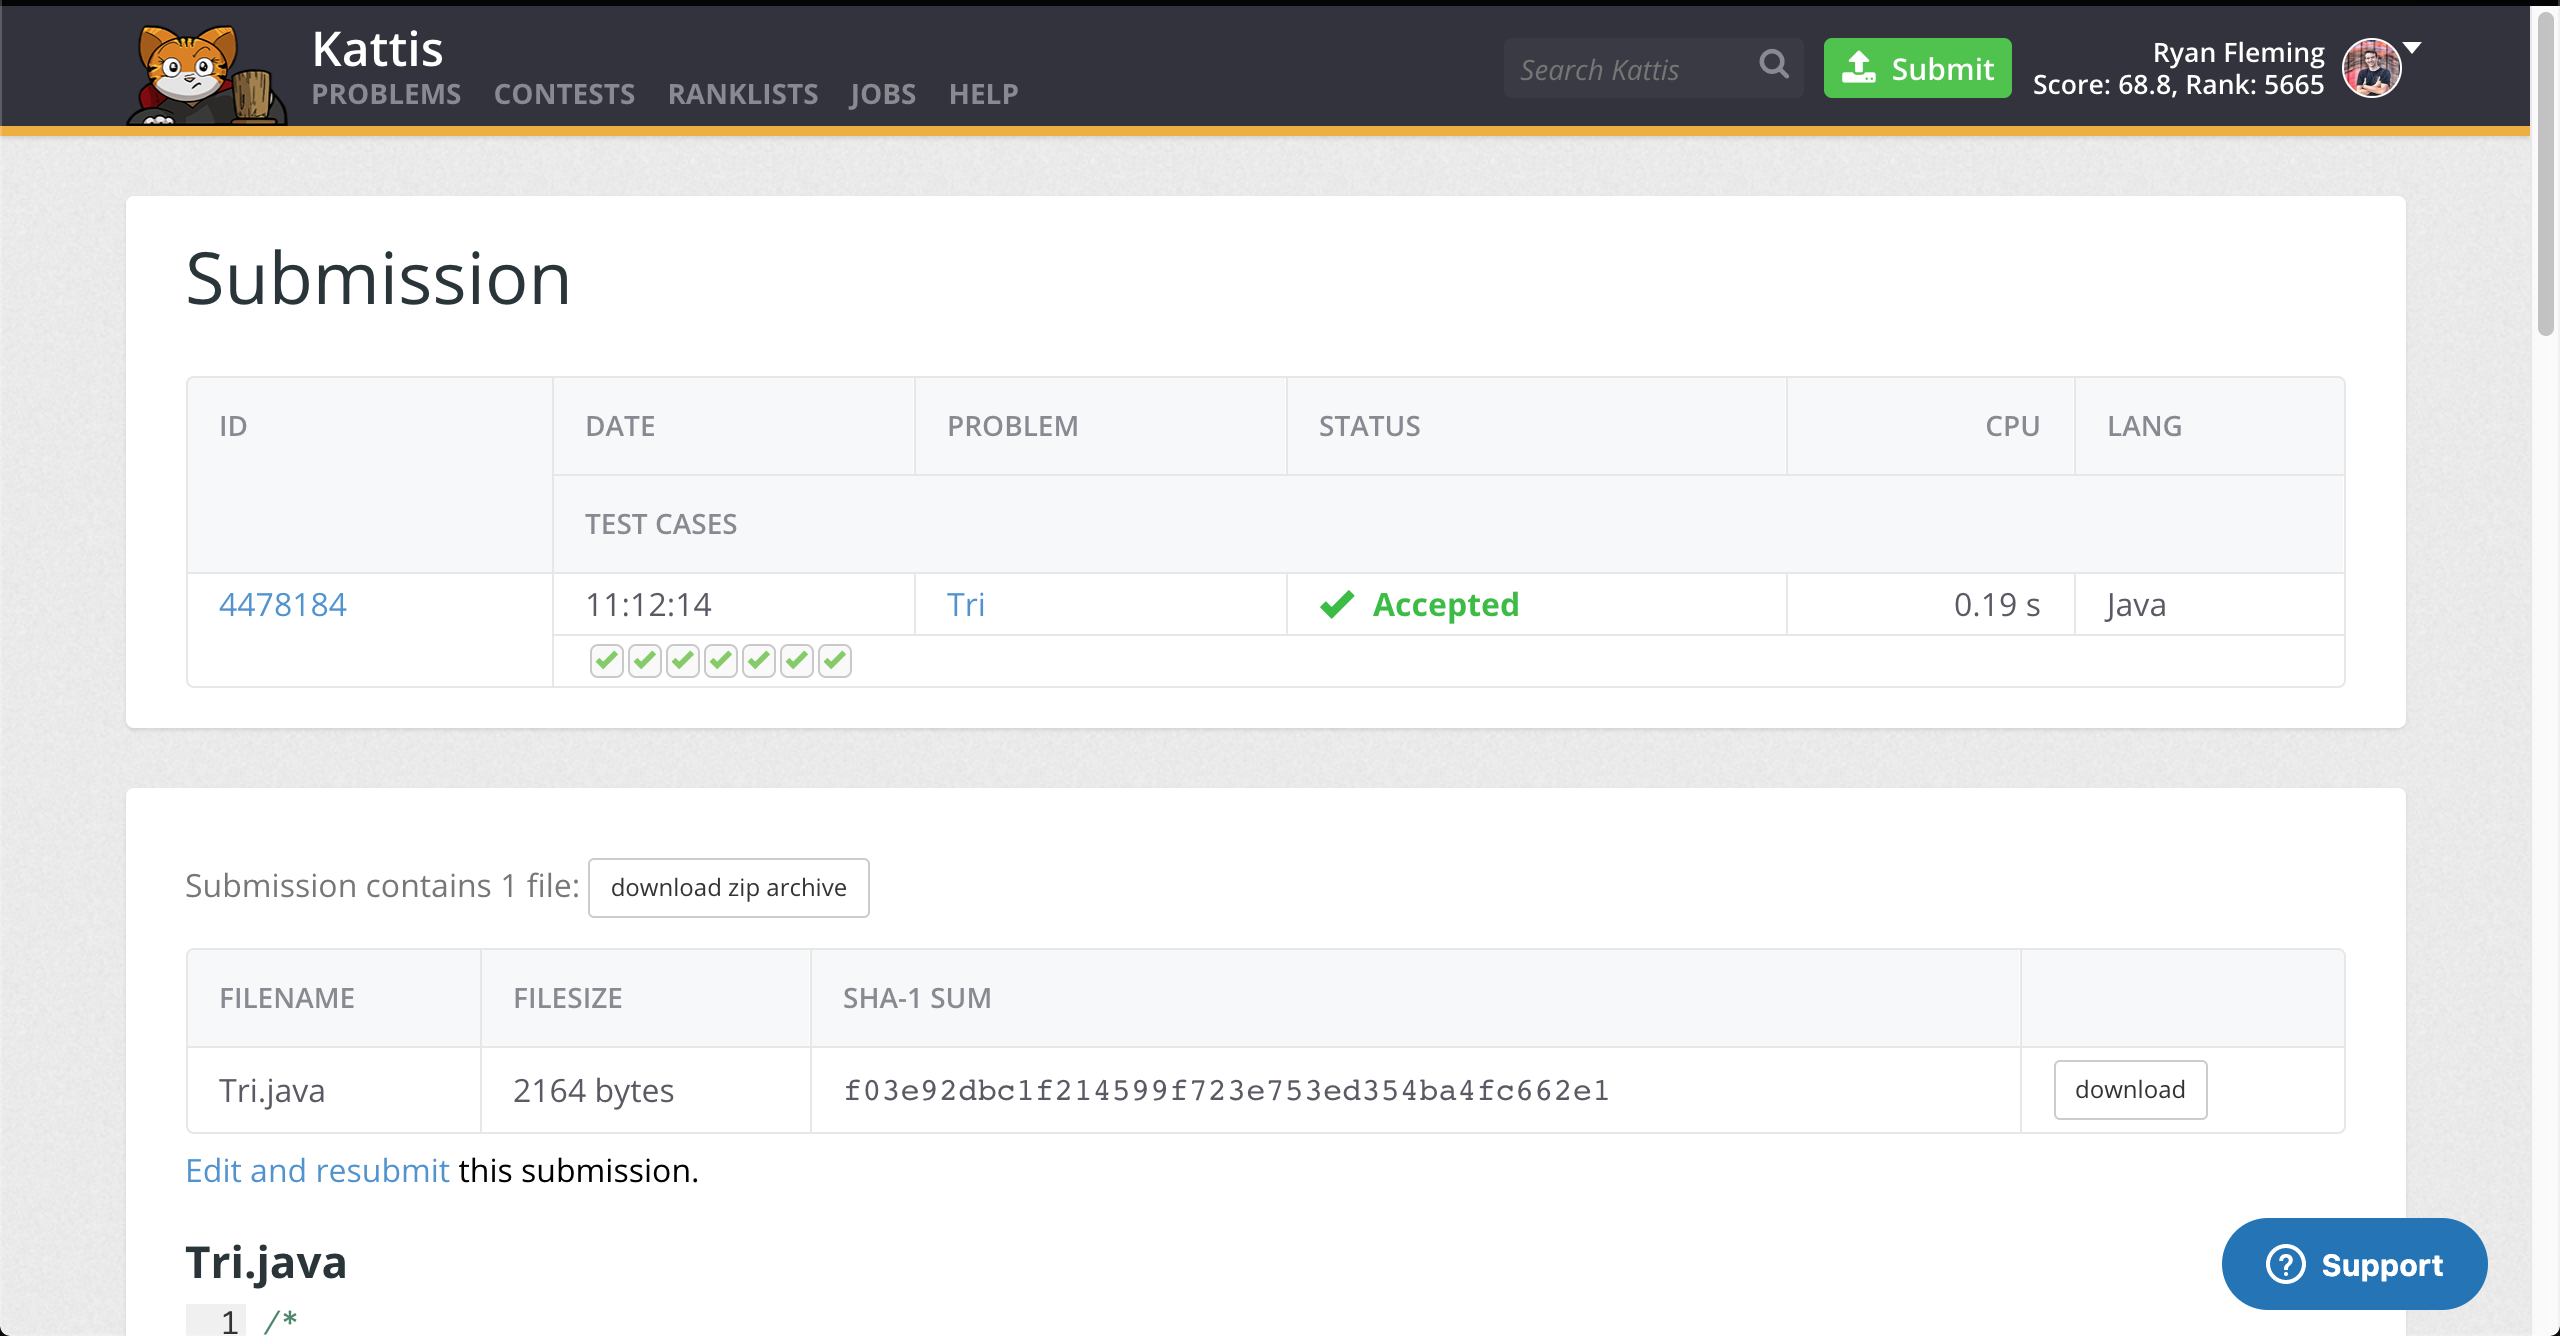 Kattis
PROBLEMS CONTESTS RANKLISTS JOBS HELP
Search Kattis
Submit
Ryan Fleming
Score: 68.8, Rank: 5665
Submission
ID DATE PROBLEM STATUS CPU LANG
TEST CASES
4478184 11:12:14 Tri Accepted 0.19 s Java
Submission contains 1 file: download zip archive
FILENAME FILESIZE SHA-1 SUM
Tri.java 2164 bytes f03e92dbc1f214599f723e753ed354ba4fc662e1 download
Edit and resubmit this submission.
Tri.java
1 /*
Support